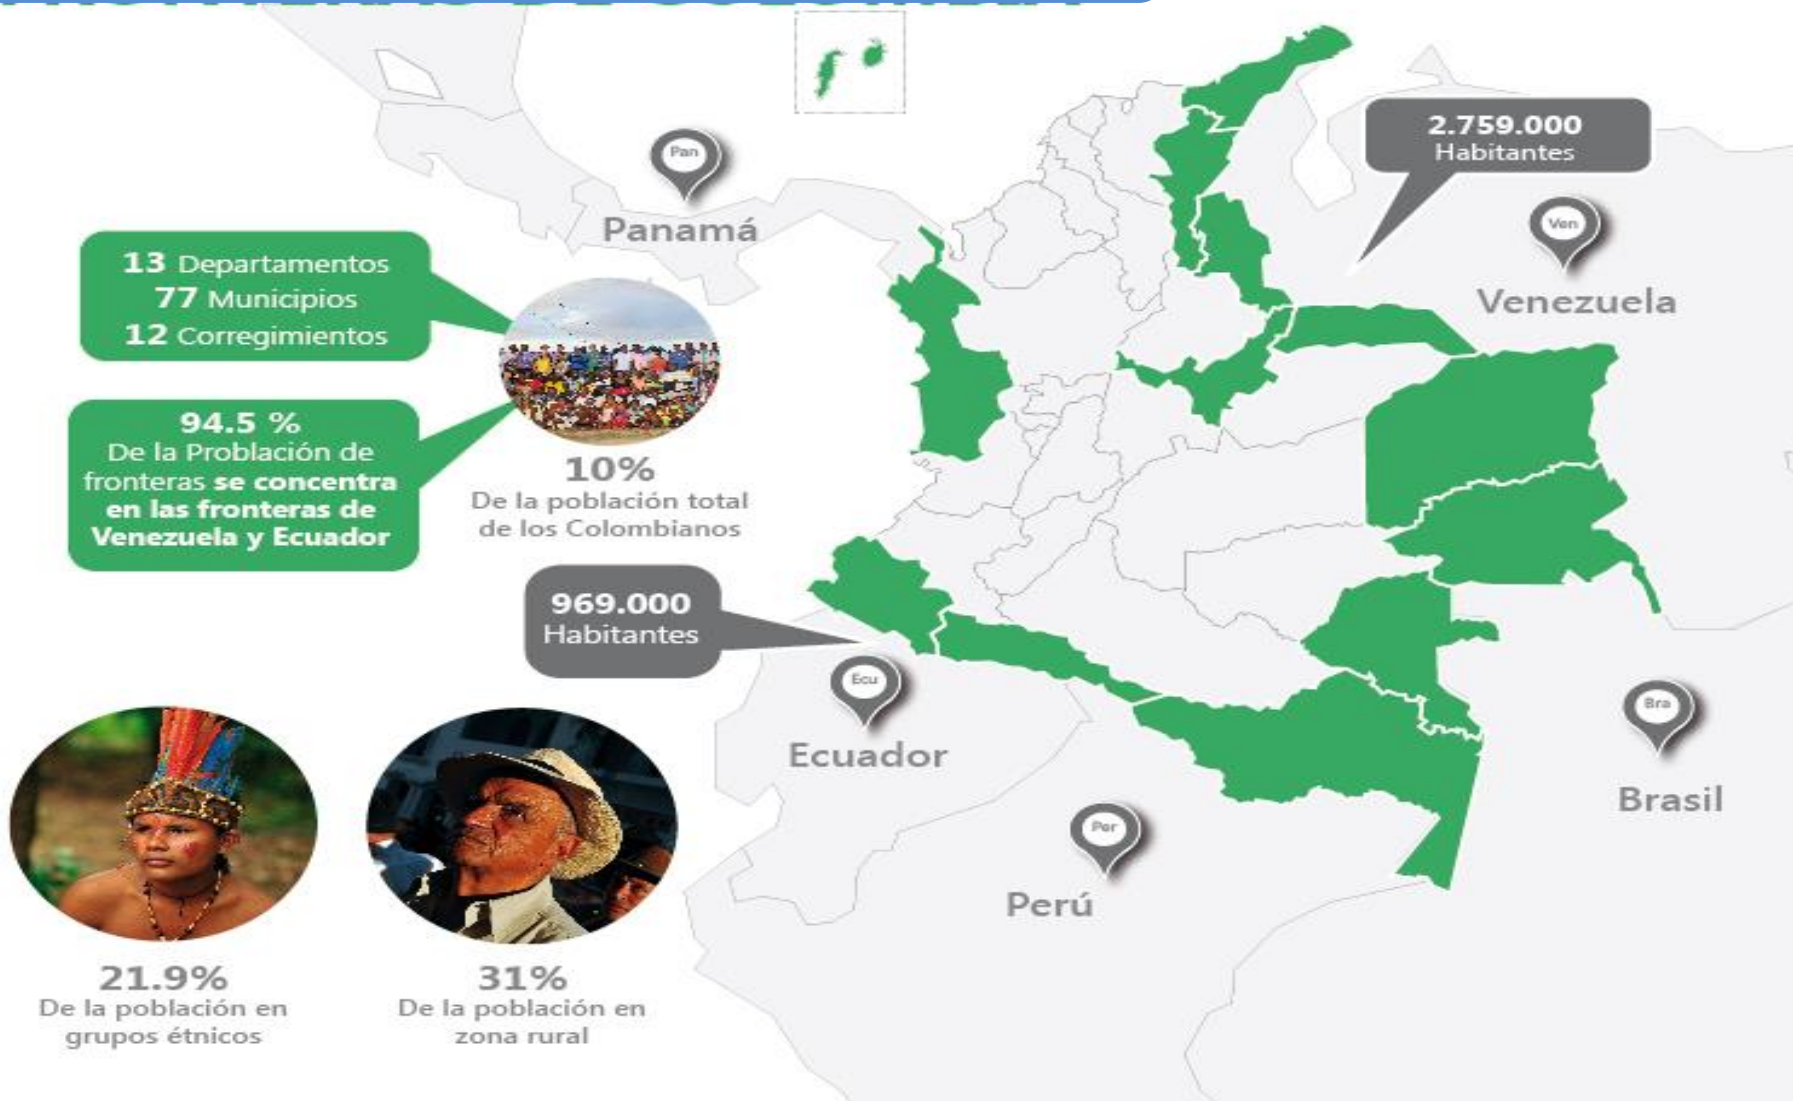 Pan
Panamá
2.759.000
Habitantes
Ven
Venezuela
13 Departamentos
77 Municipios
12 Corregimientos
94.5 %
De la Problación de
fronteras se concentra
en las fronteras de
Venezuela y Ecuador
10%
De la población total
de los Colombianos
969.000
Habitantes
Ecu
Ecuador
Per
Perú
Bra
Brasil
21.9%
De la población en
grupos étnicos
31%
De la población en
zona rural